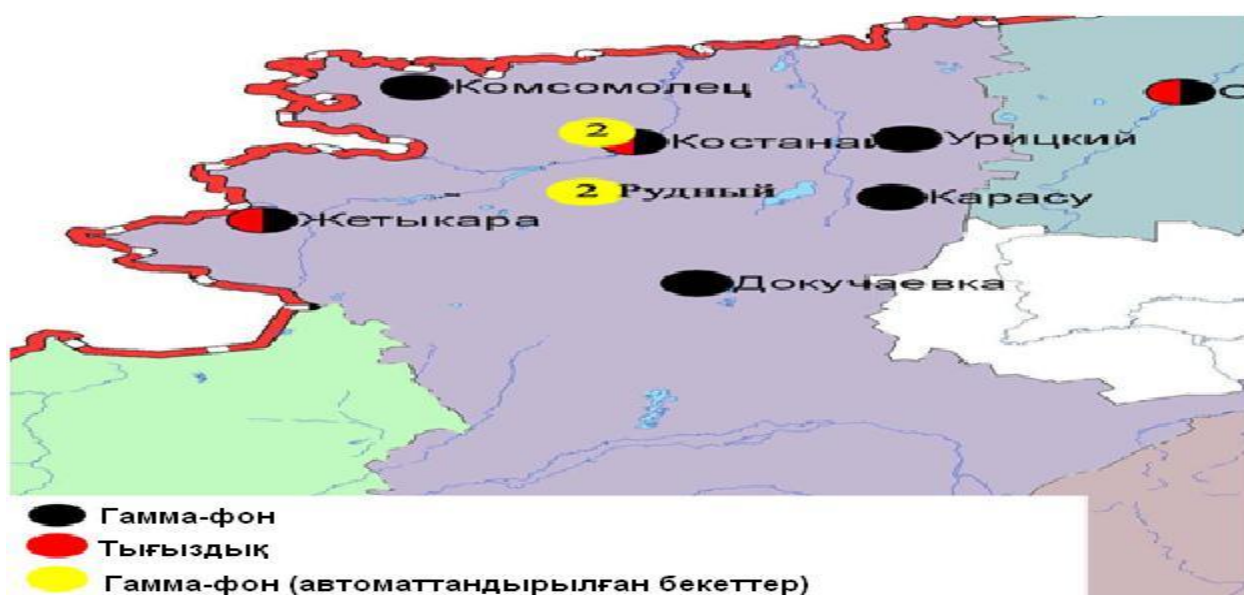 Комсомолец
2
Костанай
Урицкий
2 Рудный
Карасу
Жетыкара
Докучаевка
Гамма-фон
Тығыздық
Гамма-фон (автоматтандырылған бекеттер)